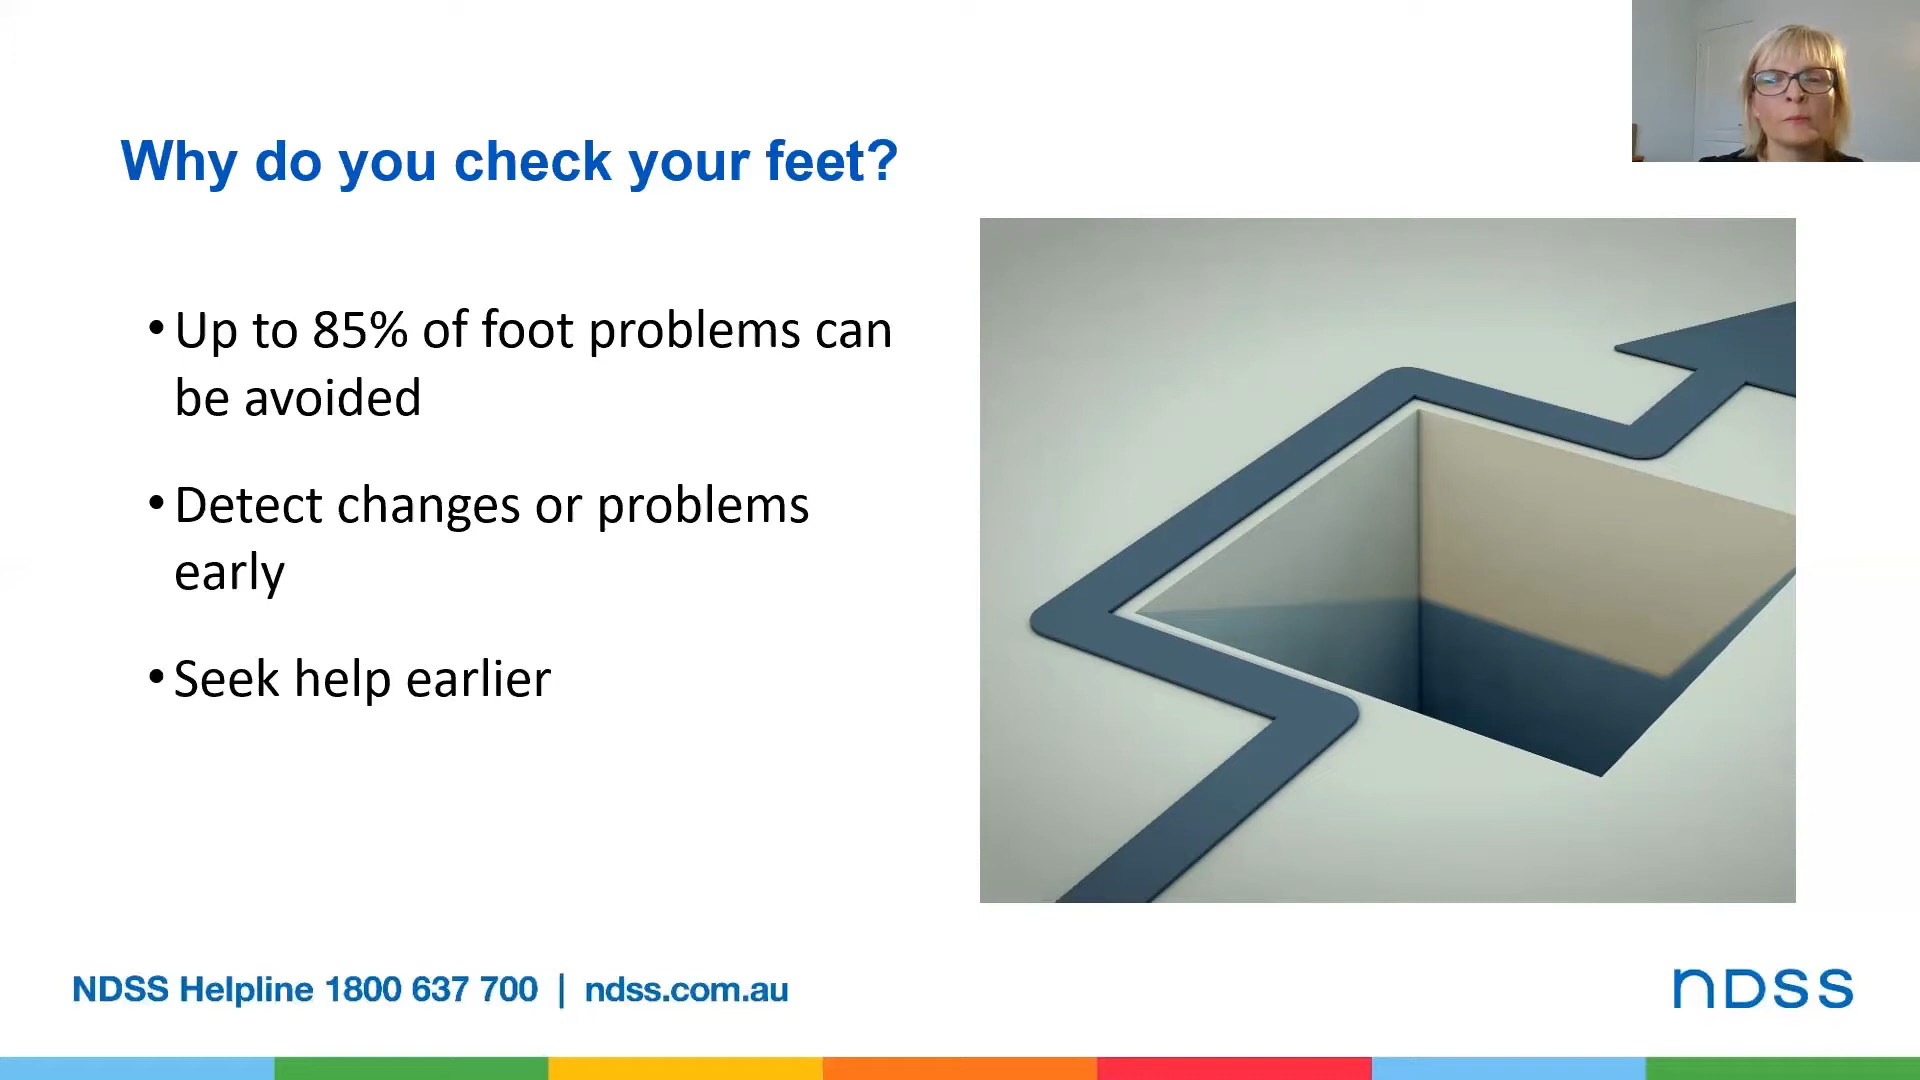 Why do you check your feet?
• Up to 85% of foot problems can
be avoided
• Detect changes or problems
early
• Seek help earlier
NDSS Helpline 1800 637 700 | ndss.com.au
NDSS